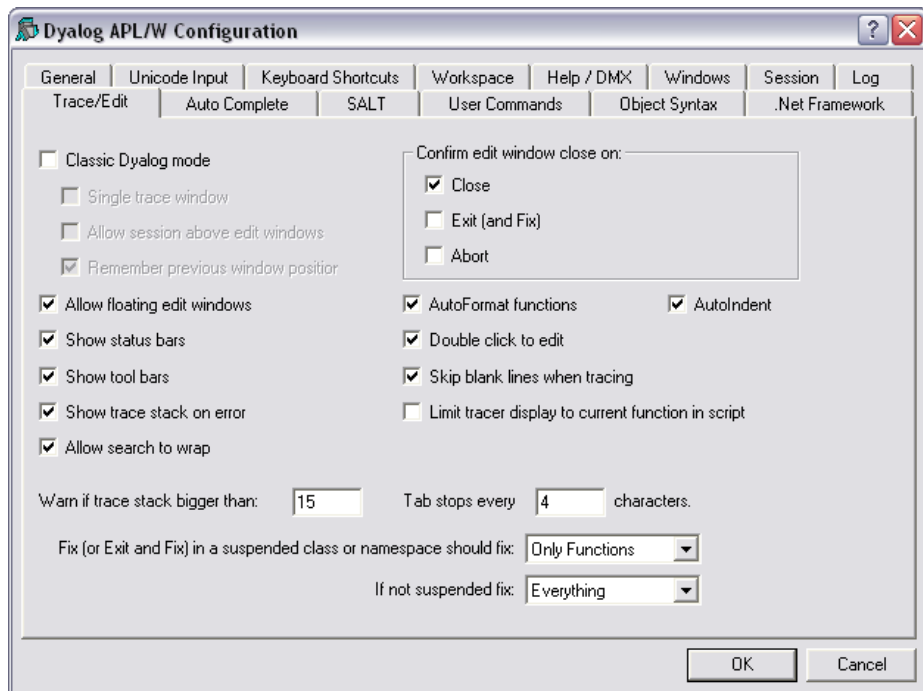 Dyalog APL/W Configuration
General Unicode Input Keyboard Shortcuts Workspace Help / DMX Windows Session Log
Trace/Edit Auto Complete SALT User Commands Object Syntax .Net Framework
Classic Dyalog mode
Single trace window
Allow session above edit windows
Remember previous window positior
Confirm edit window close on:
Close
Exit (and Fix)
Abort
Allow floating edit windows
AutoFormat functions
AutoIndent
Show status bars
Double click to edit
Show tool bars
Skip blank lines when tracing
Show trace stack on error
Limit tracer display to current function in script
Allow search to wrap
Warn if trace stack bigger than: 15
Tab stops every 4 characters.
Fix (or Exit and Fix) in a suspended class or namespace should fix: Only Functions
If not suspended fix: Everything
OK
Cancel